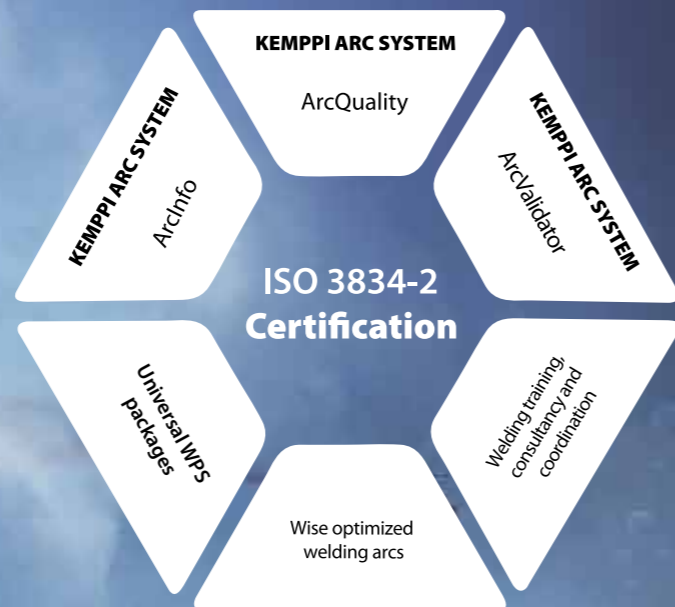 KEMPPI ARC SYSTEM
ArcQuality
KEMPPI ARC SYSTEM
ArcInfo
KEMPPI ARC SYSTEM
ArcValidator
ISO 3834-2
Certification
Universal WPS
packages
Welding training,
consultancy and
coordination
Wise optimized
welding arcs